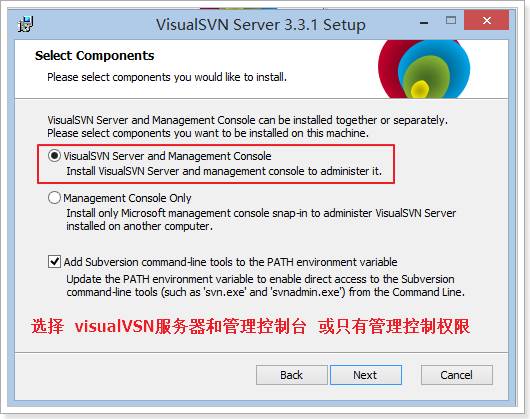 VisualSVN Server 3.3.1 Setup
Select Components
Please select components you would like to install.
VisualSVN Server and Management Console can be installed together or separately.
Please select components you want to be installed on this machine.
VisualSVN Server and Management Console
Install VisualSVN Server and management console to administer it.
Management Console Only
Install only Microsoft management console snap-in to administer VisualSVN Server
installed on another computer.
Add Subversion command-line tools to the PATH environment variable
Update the PATH environment variable to enable direct access to the Subversion
command-line tools (such as 'svn.exe' and 'svnadmin.exe') from the Command Line.
选择 visualVSN服务器和管理控制台 或只有管理控制权限
Back
Next
Cancel